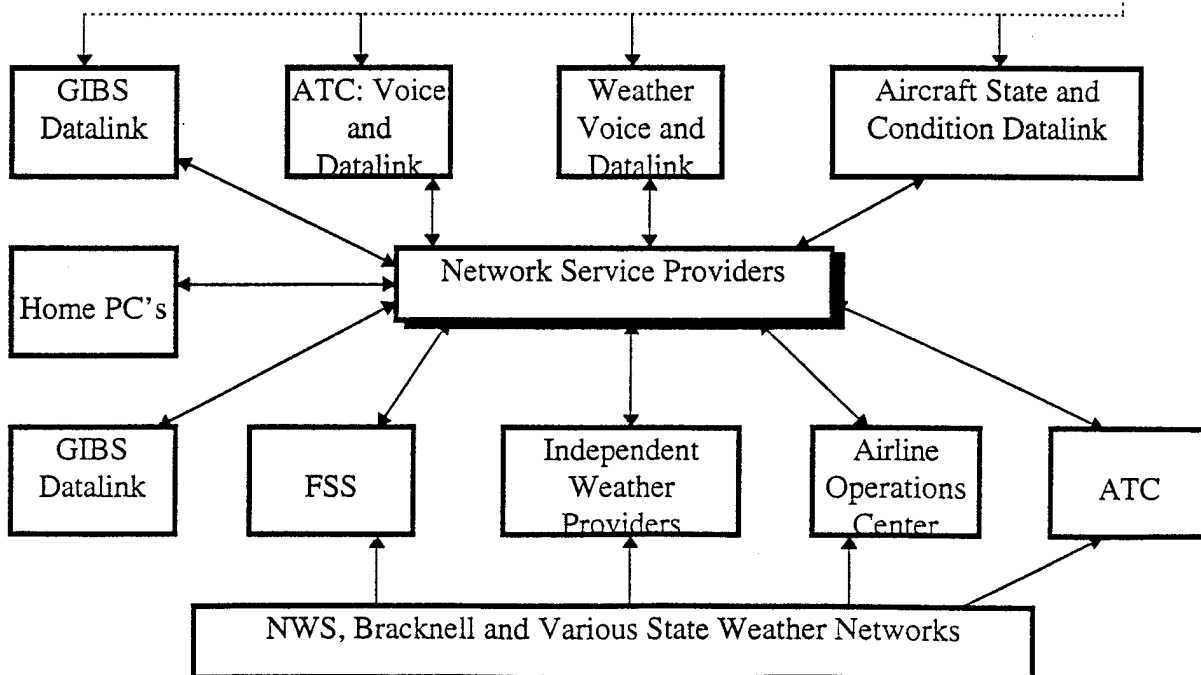 GIBS
Datalink
ATC: Voice
and
Datalink
Weather
Voice and
Datalink
Aircraft State and
Condition Datalink
Network Service Providers
Home PC's
GIBS
Datalink
FSS
Independent
Weather
Providers
Airline
Operations
Center
ATC
NWS, Bracknell and Various State Weather Networks